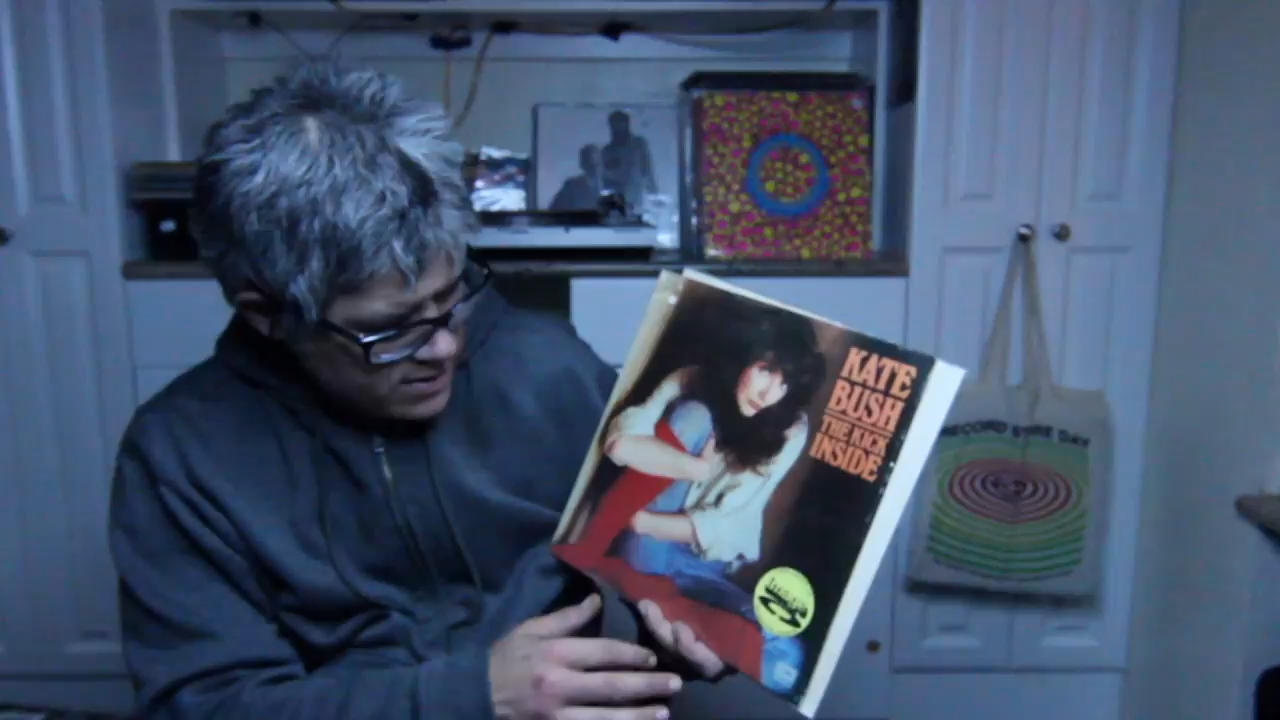 KATE
BUSH
THE KICK
INSIDE
RECORD STORE DAY